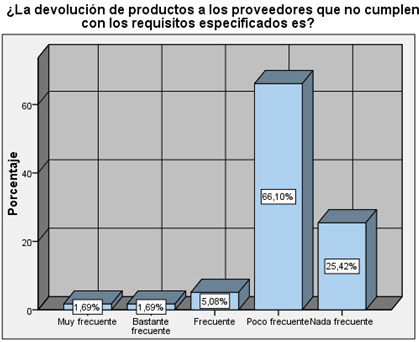 ¿La devolución de productos a los proveedores que no cumplen
con los requisitos especificados es?
Porcentaje
60
40
20
0
1,69%
1,69%
5,08%
66,10%
25,42%
Muy frecuente
Bastante
frecuente
Frecuente
Poco frecuente
Nada frecuente